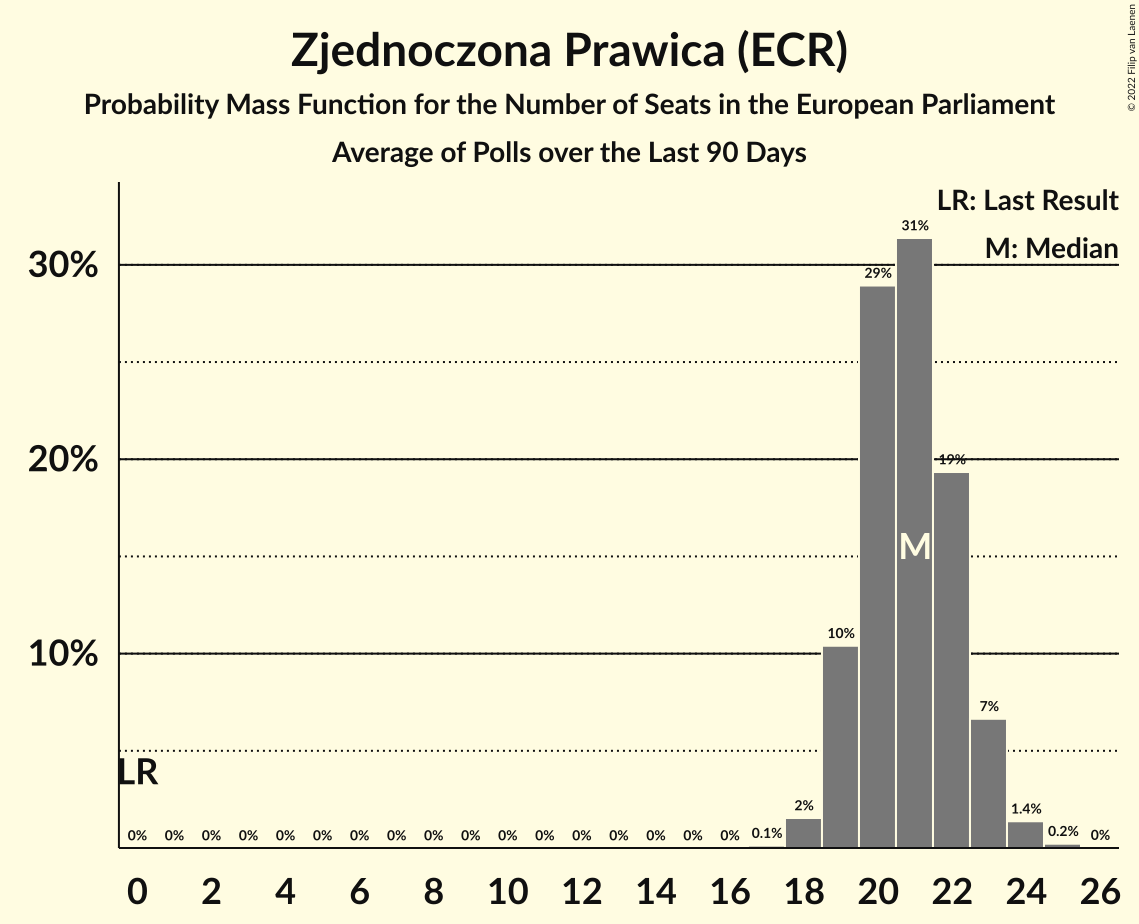 Zjednoczona Prawica (ECR)
Probability Mass Function for the Number of Seats in the European Parliament
Average of Polls over the Last 90 Days
© 2022 Filip van Laenen
LR: Last Result
M: Median
30%
20%
10%
31%
29%
19%
M
10%
7%
LR
0% 0% 0% 0% 0% 0% 0% 0% 0% 0% 0% 0% 0% 0% 0% 0% 0% 0.1% 2% 1.4% 0.2% 0%
0 2 4 6 8 10 12 14 16 18 20 22 24 26